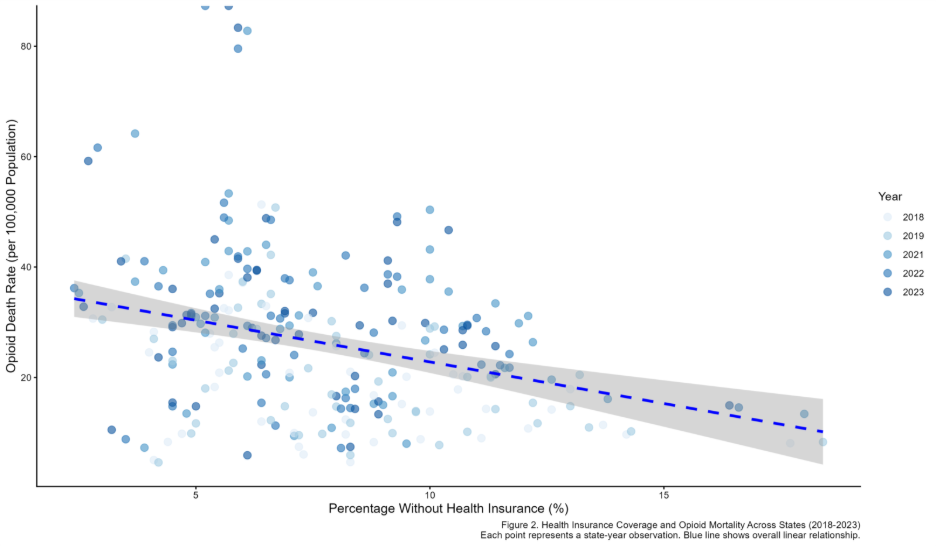 Opioid Death Rate (per 100,000 Population)
80
60
40
20
5
10
15
Percentage Without Health Insurance (%)
Year
2018
2019
2021
2022
2023
Figure 2. Health Insurance Coverage and Opioid Mortality Across States (2018-2023)
Each point represents a state-year observation. Blue line shows overall linear relationship.